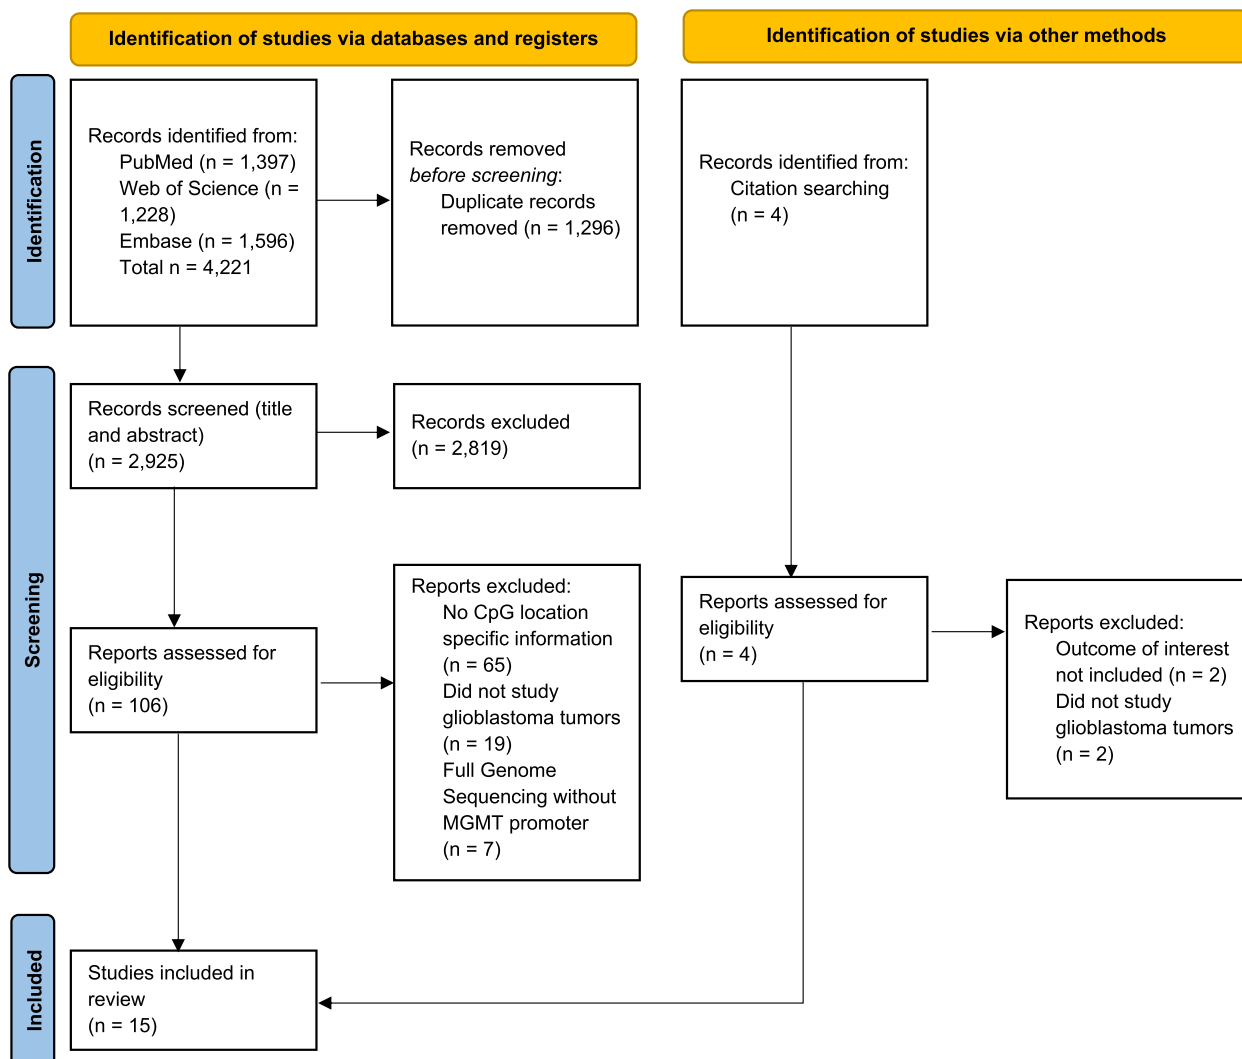 Identification of studies via databases and registers
Identification of studies via other methods
Identification
Records identified from:
PubMed (n = 1,397)
Web of Science (n =
1,228)
Embase (n = 1,596)
Total n = 4,221
Records removed
before screening:
Duplicate records
removed (n = 1,296)
Records identified from:
Citation searching
(n = 4)
Screening
Records screened (title
and abstract)
(n = 2,925)
Records excluded
(n = 2,819)
Reports assessed for
eligibility
(n = 106)
Reports excluded:
No CpG location
specific information
(n = 65)
Did not study
glioblastoma tumors
(n = 19)
Full Genome
Sequencing without
MGMT promoter
(n = 7)
Reports assessed for
eligibility
(n = 4)
Reports excluded:
Outcome of interest
not included (n = 2)
Did not study
glioblastoma tumors
(n = 2)
Included
Studies included in
review
(n = 15)